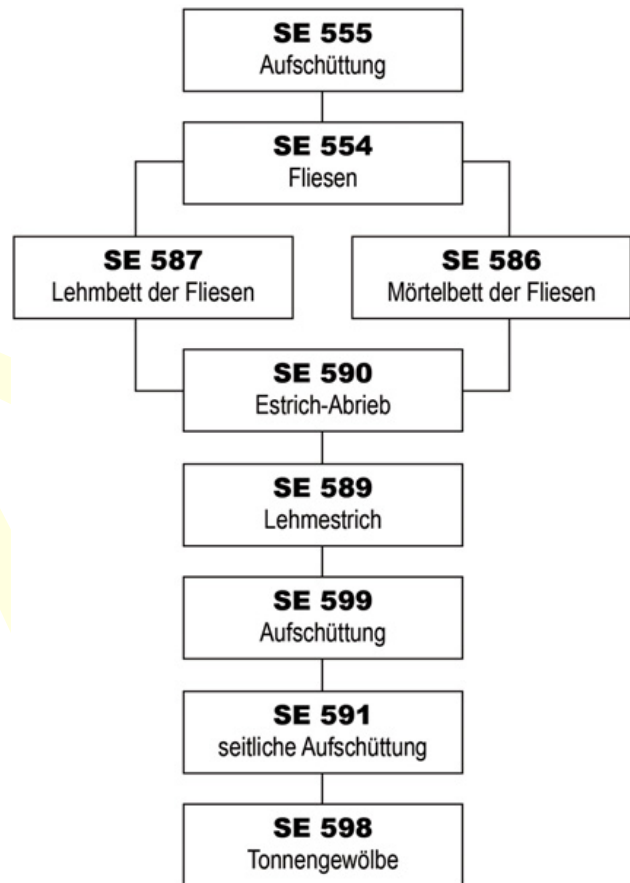 SE 555
Aufschüttung
SE 554
Fliesen
SE 587
Lehmbett der Fliesen
SE 586
Mörtelbett der Fliesen
SE 590
Estrich-Abrieb
SE 589
Lehmestrich
SE 599
Aufschüttung
SE 591
seitliche Aufschüttung
SE 598
Tonnengewölbe